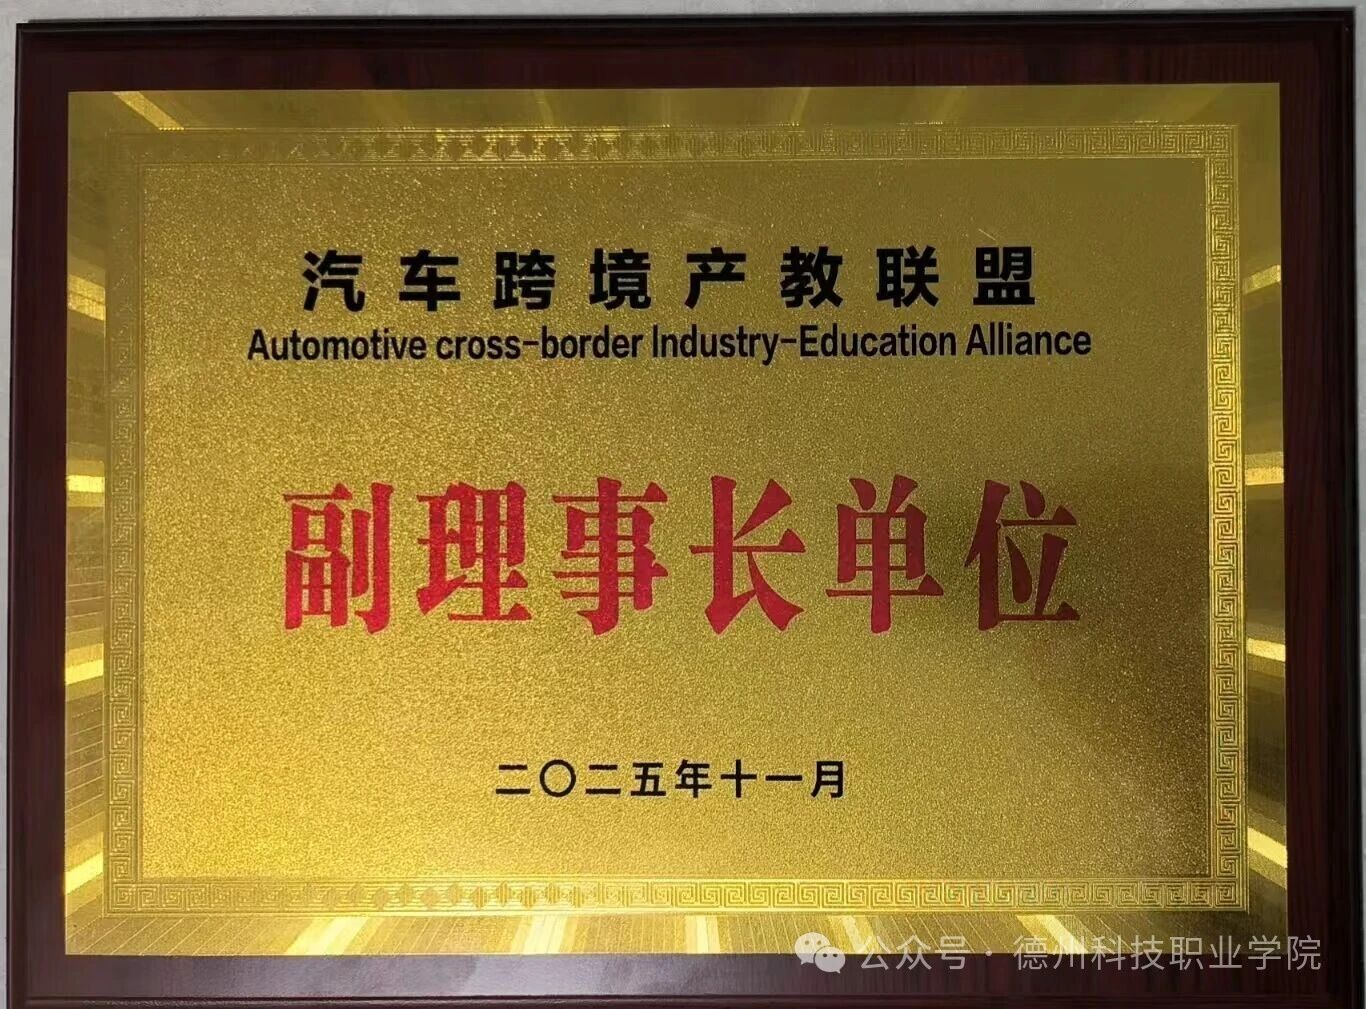 汽车跨境产教联盟
Automotive cross-border Industry-Education Alliance
副理事长单位
二〇二五年十一月
公众号·德州科技职业学院